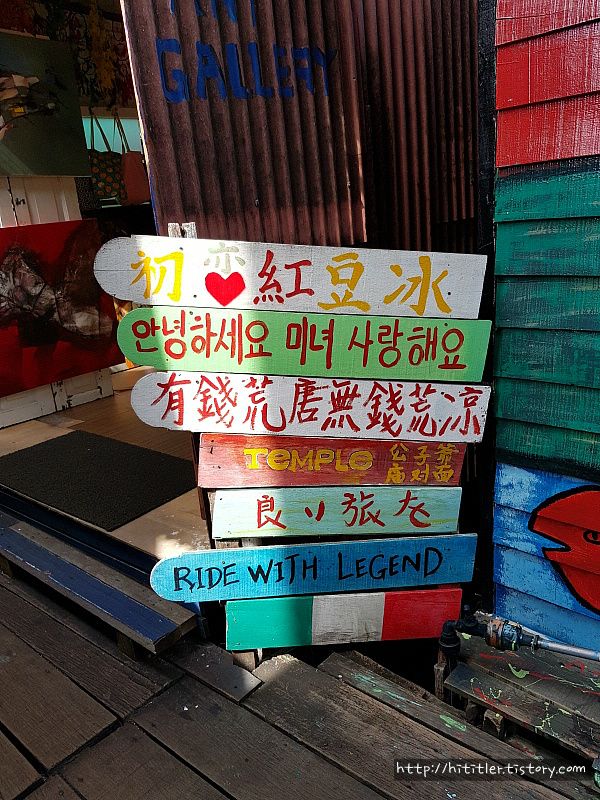 GALLERY
初亦❤紅豆冰
안녕하세요 미녀 사랑해요
有錢荒唐無錢荒凉
TEMPLE 公子爷
庙对面
良い旅を
RIDE WITH LEGEND
http://hititler.tistory.com